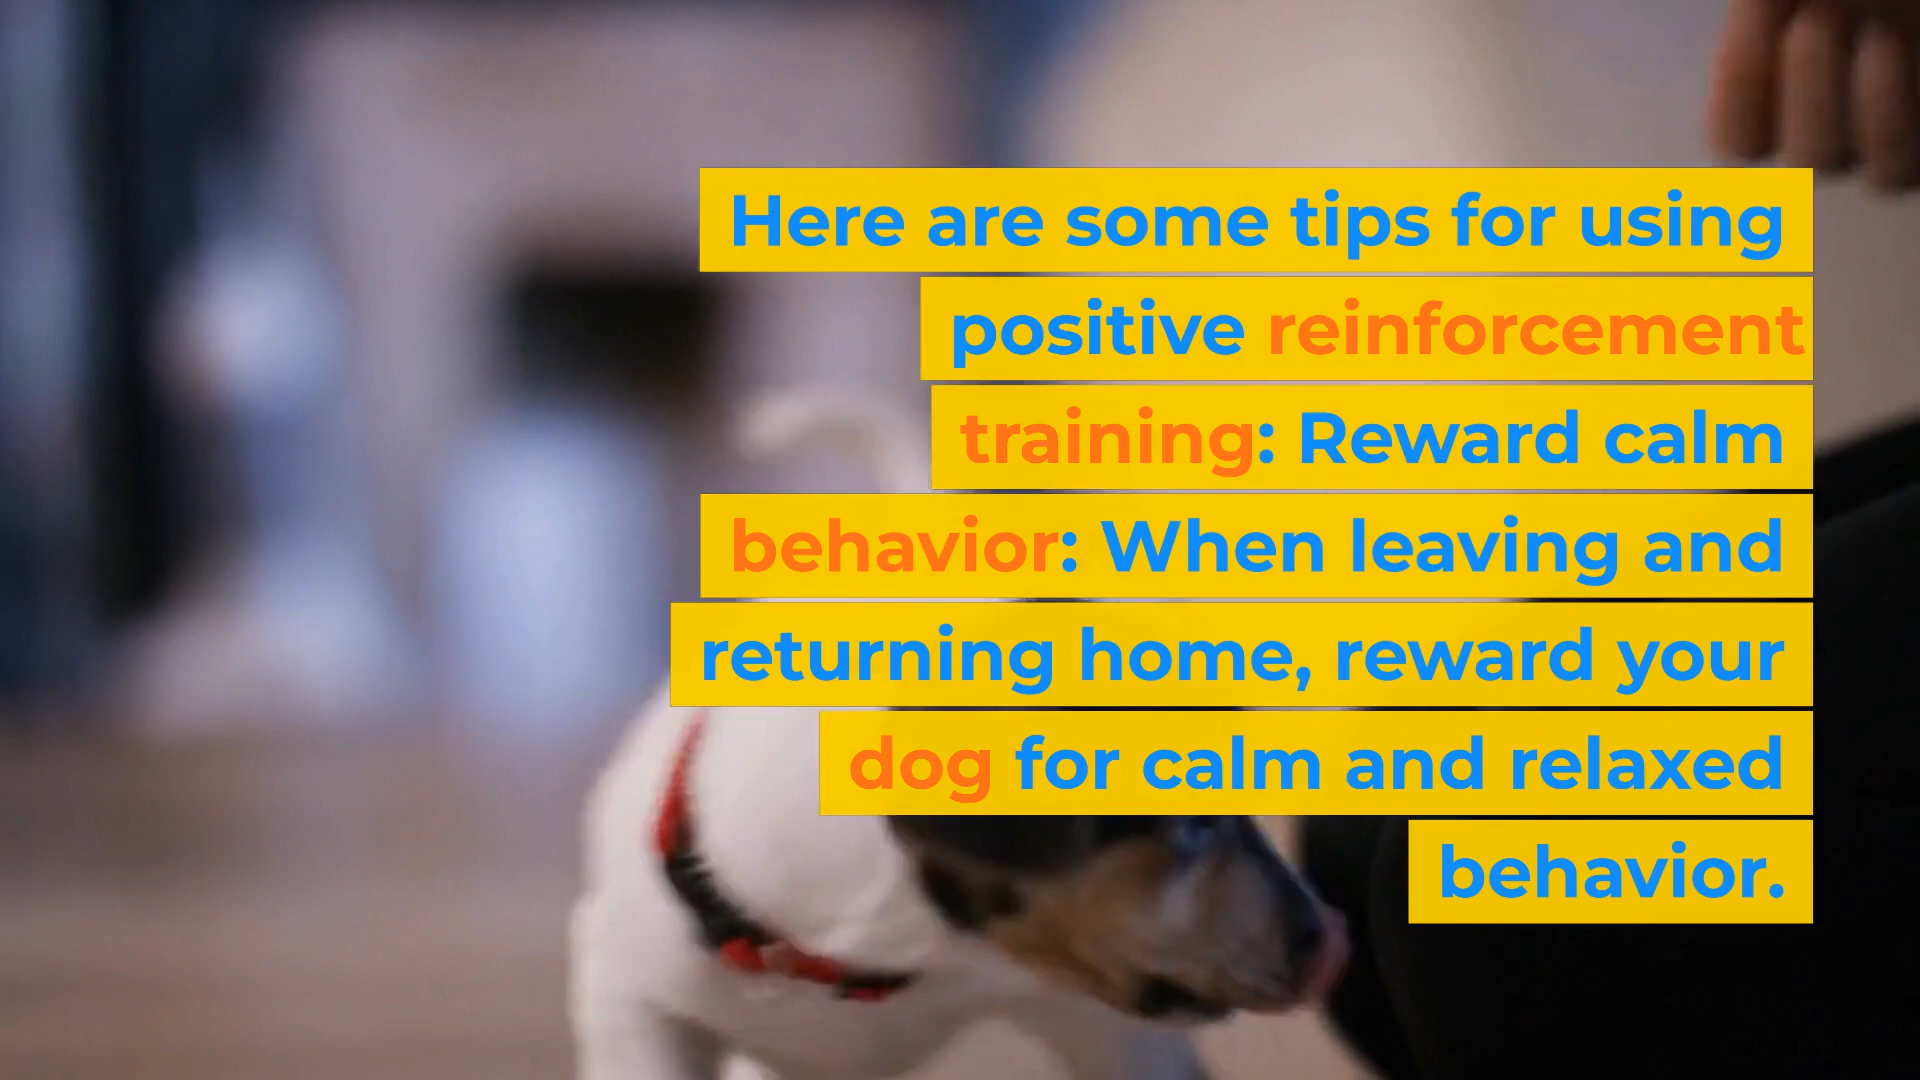 Here are some tips for using
positive reinforcement
training: Reward calm
behavior: When leaving and
returning home, reward your
dog for calm and relaxed
behavior.